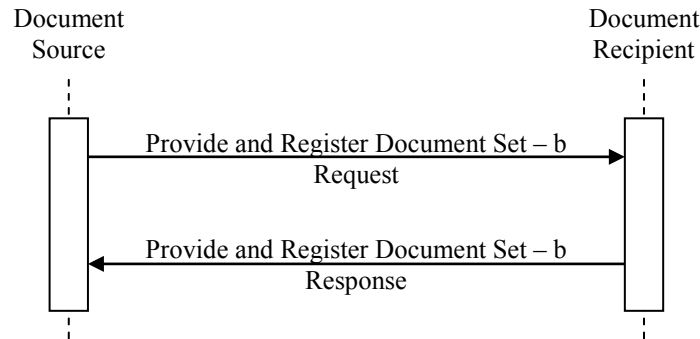 Document
Source
Document
Recipient
Provide and Register Document Set – b
Request
Provide and Register Document Set – b
Response